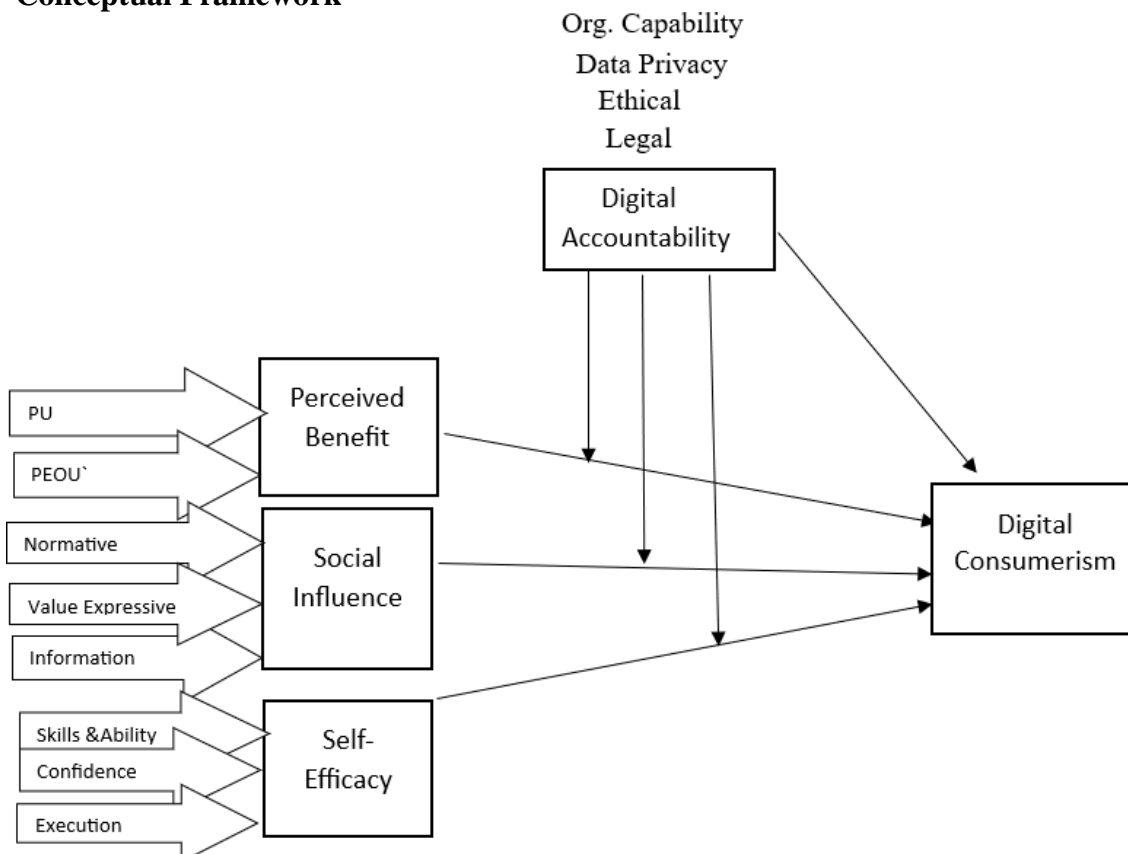 Conceptual Framework
Org. Capability
Data Privacy
Ethical
Legal
Digital
Accountability
PU
PEOU`
Perceived
Benefit
Normative
Value Expressive
Information
Social
Influence
Skills &Ability
Confidence
Execution
Self-
Efficacy
Digital
Consumerism